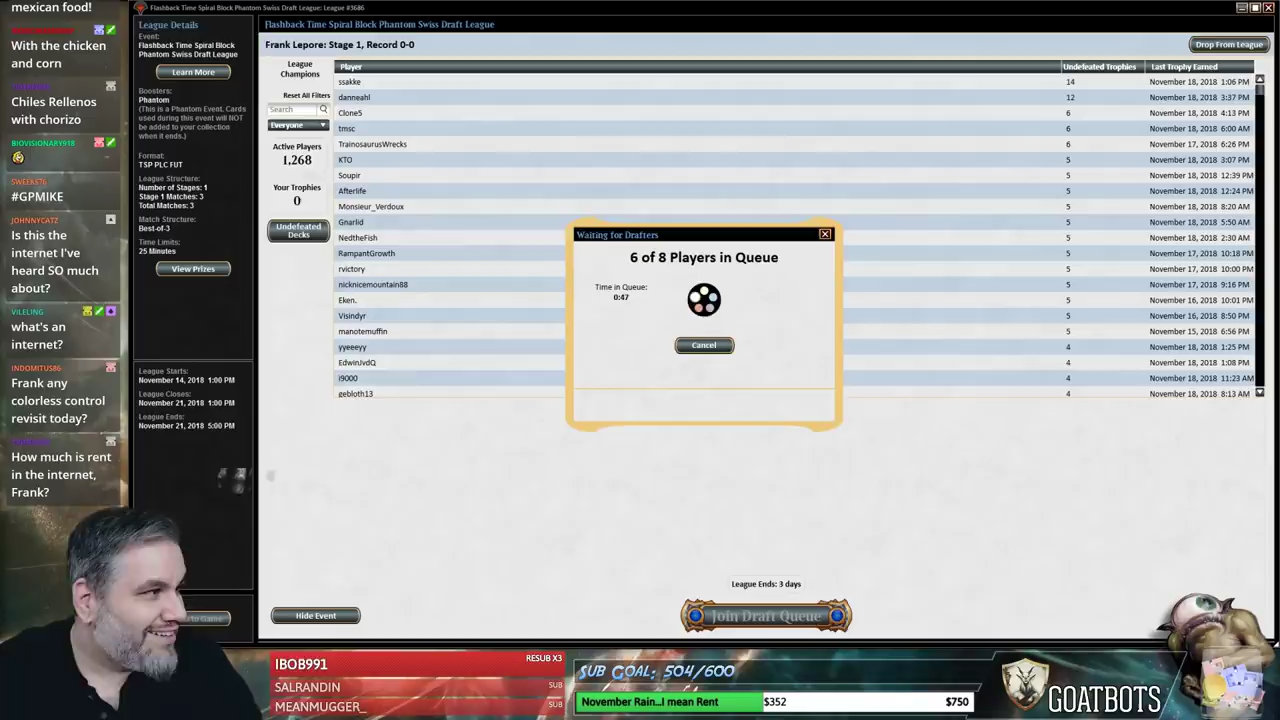 mexican food!
With the chicken
and corn
Chiles Rellenos
with chorizo
BIOVISIONARY918
SWEEKS76
#GPMIKE
JOHNNYCATZ
Is this the
internet I've
heard SO much
about?
VILELING
what's an
internet?
INDOMITUS86
Frank any
colorless control
revisit today?
How much is rent
in the internet,
Frank?
Flashback Time Spiral Block Phantom Swiss Draft League: League #3686
League Details
Event:
Flashback Time Spiral Block
Phantom Swiss Draft League
Learn More
Boosters:
Phantom
(This is a Phantom Event. Cards
used during this event will NOT
be added to your collection
when it ends.)
Format:
TSP PLC FUT
League Structure:
Number of Stages: 1
Stage 1 Matches: 3
Total Matches: 3
Match Structure:
Best-of-3
Time Limits:
25 Minutes
View Prizes
League Starts:
November 14, 2018 1:00 PM
League Closes:
November 21, 2018 1:00 PM
League Ends:
November 21, 2018 5:00 PM
Flashback Time Spiral Block Phantom Swiss Draft League
Frank Lepore: Stage 1, Record 0-0
Drop From League
League
Champions
Reset All Filters
Search
Everyone
Active Players
1,268
Your Trophies
0
Undefeated
Decks
Player Undefeated Trophies Last Trophy Earned
ssakke 14 November 18, 2018 1:06 PM
danneahl 12 November 18, 2018 3:37 PM
Clone5 6 November 18, 2018 4:13 PM
tmsc 6 November 18, 2018 6:00 AM
TrainosaurusWrecks 6 November 17, 2018 6:26 PM
KTO 5 November 18, 2018 3:07 PM
Soupir 5 November 18, 2018 12:39 PM
Afterlife 5 November 18, 2018 12:24 PM
Monsieur_Verdoux 5 November 18, 2018 8:20 AM
Gnarlid 5 November 18, 2018 5:50 AM
NedtheFish 5 November 18, 2018 2:30 AM
RampantGrowth 5 November 17, 2018 10:18 PM
rvictory 5 November 17, 2018 10:00 PM
nicknicemountain88 5 November 17, 2018 9:16 PM
Eken. 5 November 16, 2018 10:01 PM
Visindyr 5 November 16, 2018 8:50 PM
manotemuffin 5 November 15, 2018 6:56 PM
yyeeeyy 4 November 18, 2018 1:25 PM
EdwinJvdQ 4 November 18, 2018 1:08 PM
i9000 4 November 18, 2018 11:23 AM
gebloth13 4 November 18, 2018 8:13 AM
Waiting for Drafters
6 of 8 Players in Queue
Time in Queue:
0:47
Cancel
League Ends: 3 days
Hide Event
Join Draft Queue
IBOB991 RESUB X3
SALRANDIN SUB
MEANMUGGER_ SUB
SUB GOAL: 504/600
November Rain...I mean Rent $352 $750
GOATBOTS